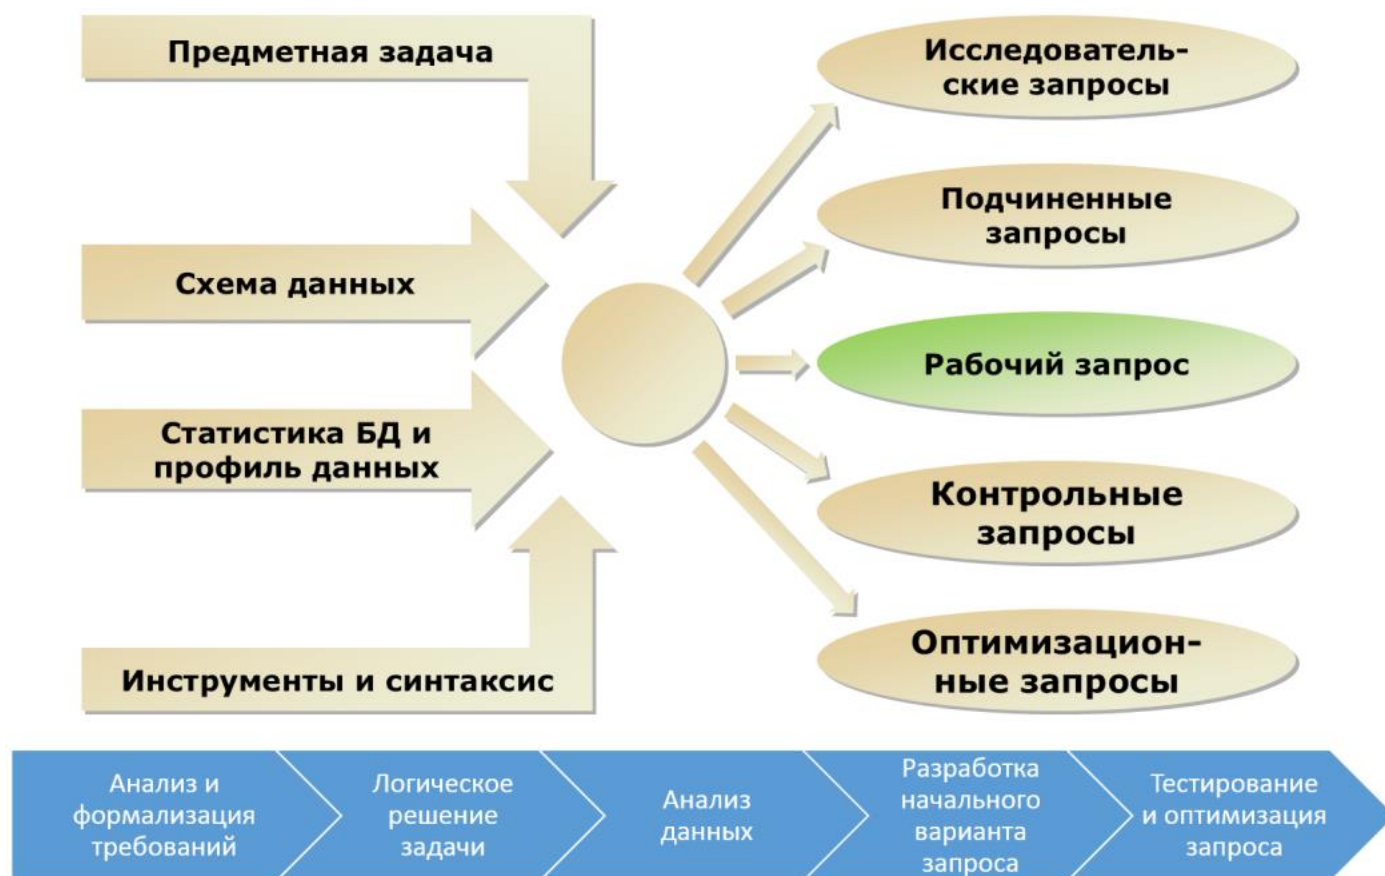 Предметная задача
Схема данных
Статистика БД и
профиль данных
Инструменты и синтаксис
Исследователь-
ские запросы
Подчиненные
запросы
Рабочий запрос
Контрольные
запросы
Оптимизацион-
ные запросы
Анализ и
формализация
требований
Логическое
решение
задачи
Анализ
данных
Разработка
начального
варианта
запроса
Тестирование
и оптимизация
запроса